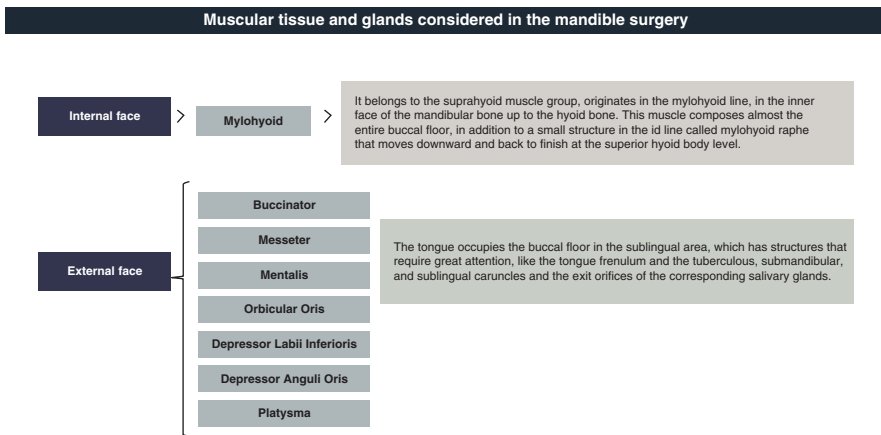 Muscular tissue and glands considered in the mandible surgery
Internal face
Mylohyoid
It belongs to the suprahyoid muscle group, originates in the mylohyoid line, in the inner
face of the mandibular bone up to the hyoid bone. This muscle composes almost the
entire buccal floor, in addition to a small structure in the id line called mylohyoid raphe
that moves downward and back to finish at the superior hyoid body level.
External face
Buccinator
Messeter
Mentalis
Orbicular Oris
Depressor Labii Inferioris
Depressor Anguli Oris
Platysma
The tongue occupies the buccal floor in the sublingual area, which has structures that
require great attention, like the tongue frenulum and the tuberculous, submandibular,
and sublingual caruncles and the exit orifices of the corresponding salivary glands.